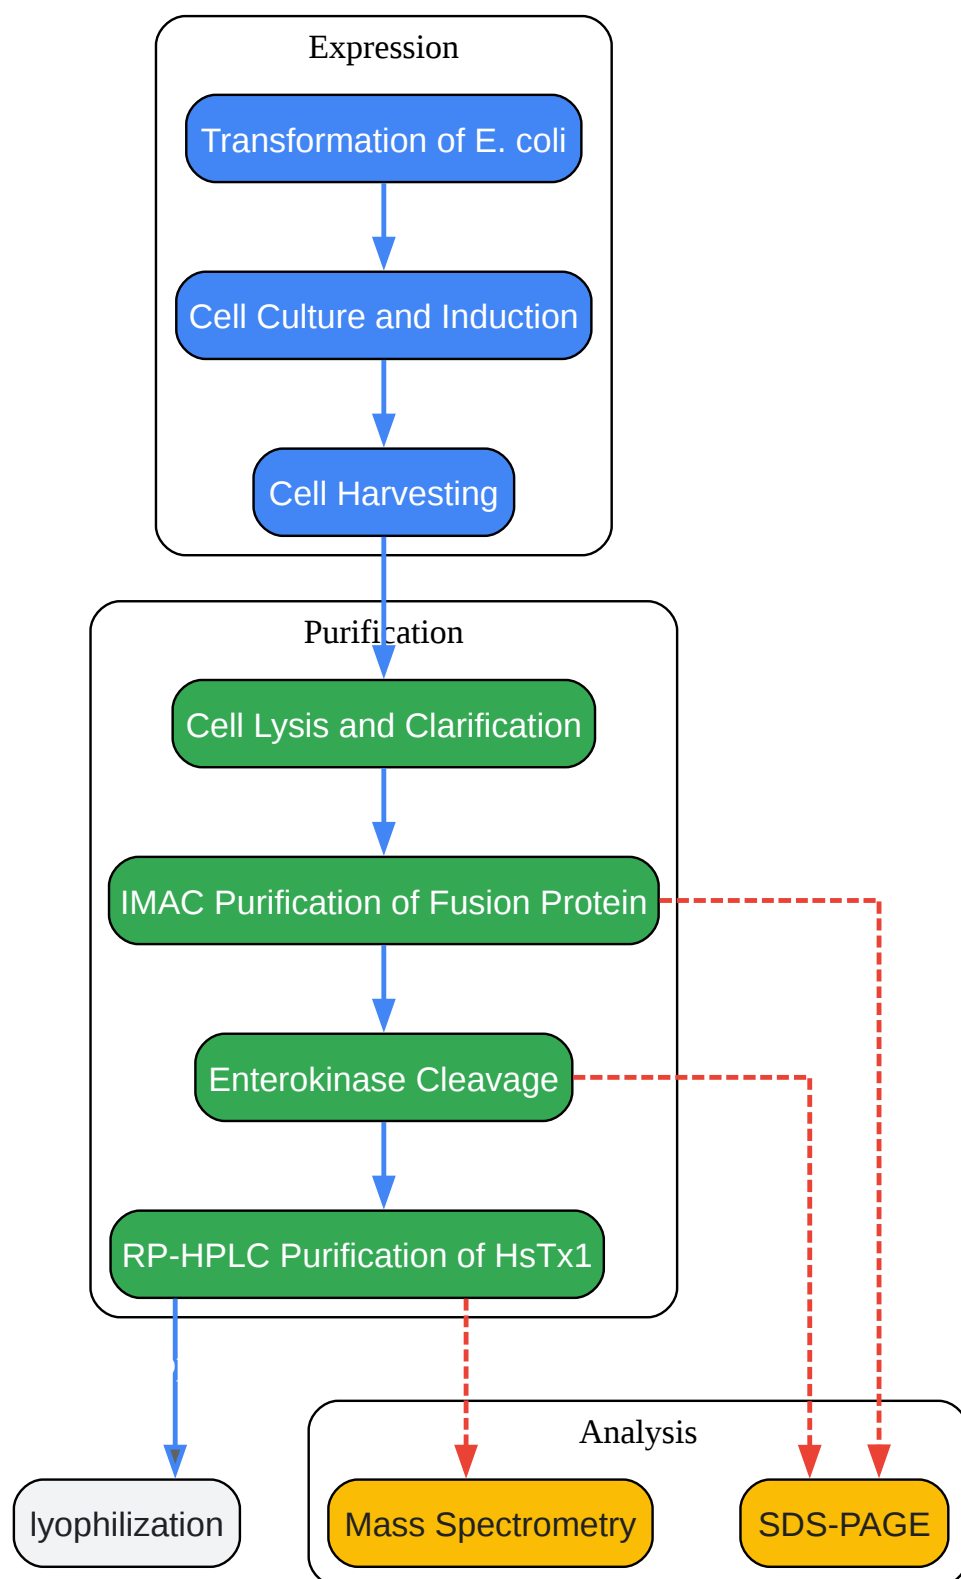 Expression
Transformation of E. coli
Cell Culture and Induction
Cell Harvesting
Purification
Cell Lysis and Clarification
IMAC Purification of Fusion Protein
Enterokinase Cleavage
RP-HPLC Purification of HsTx1
Analysis
lyophilization
Mass Spectrometry
SDS-PAGE